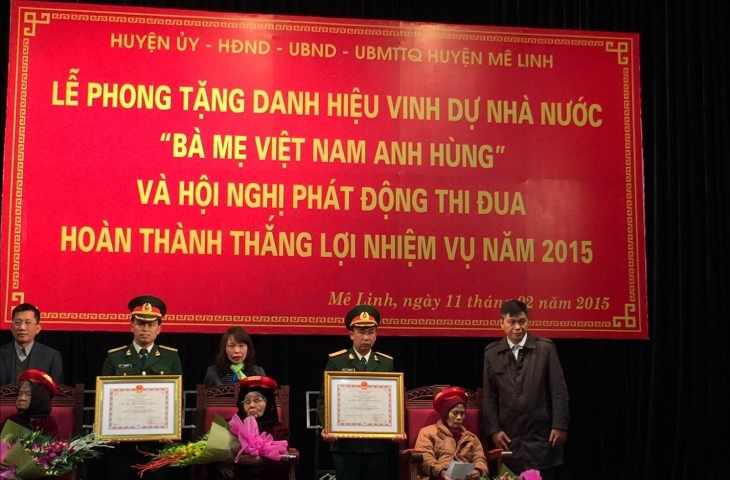 HUYỆN ỦY - HĐND - UBND - UBMTTQ HUYỆN MÊ LINH
LỄ PHONG TẶNG DANH HIỆU VINH DỰ NHÀ NƯỚC
“BÀ MẸ VIỆT NAM ANH HÙNG”
VÀ HỘI NGHỊ PHÁT ĐỘNG THI ĐUA
HOÀN THÀNH THẮNG LỢI NHIỆM VỤ NĂM 2015
Mê Linh, ngày 11 tháng 02 năm 2015